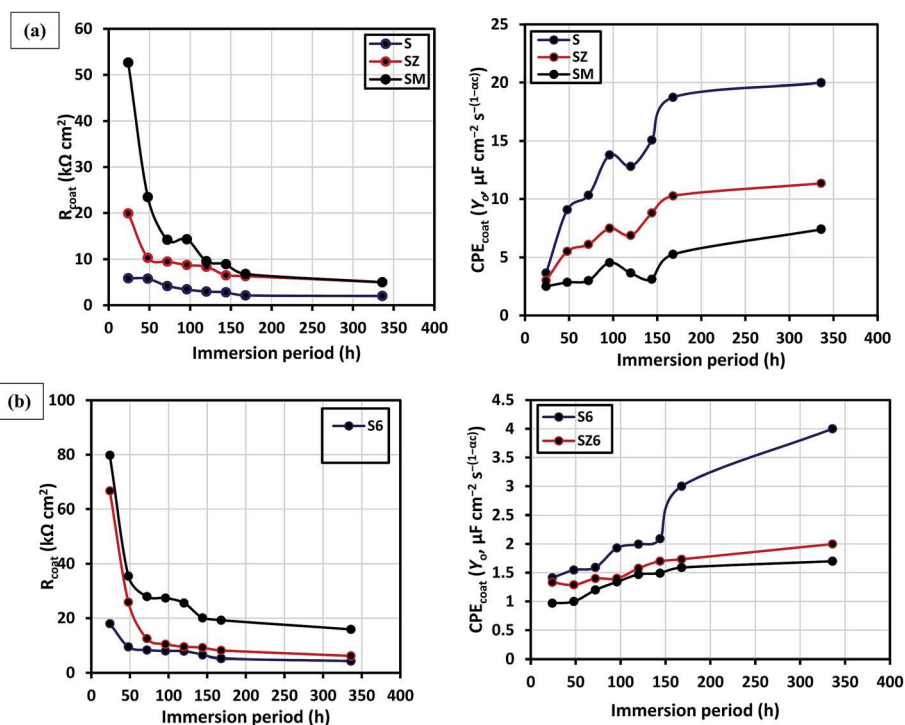 (a)
R_coat (kΩ cm²)
60
50
40
30
20
10
0
S
SZ
SM
0 50 100 150 200 250 300 350 400
Immersion period (h)
CPE_coat (Y_o, µF cm⁻² s⁻⁽¹⁻ᵅᶜ⁾)
25
20
15
10
5
0
S
SZ
SM
0 50 100 150 200 250 300 350 400
Immersion period (h)
(b)
R_coat (kΩ cm²)
100
80
60
40
20
0
S6
0 50 100 150 200 250 300 350 400
Immersion period (h)
CPE_coat (Y_o, µF cm⁻² s⁻⁽¹⁻ᵅᶜ⁾)
4.5
4
3.5
3
2.5
2
1.5
1
0.5
0
S6
SZ6
0 50 100 150 200 250 300 350 400
Immersion period (h)